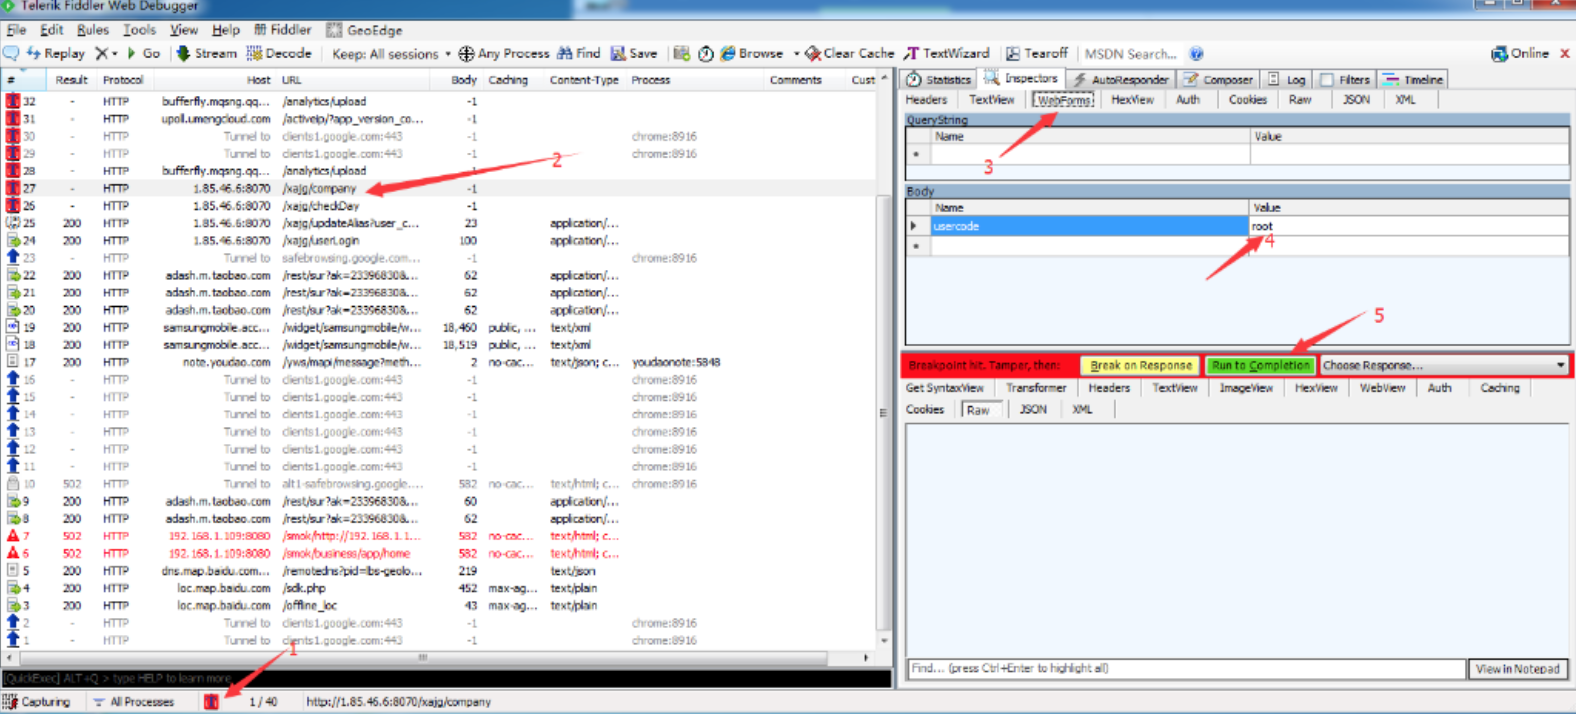 Telerik Fiddler Web Debugger
File Edit Rules Tools View Help Fiddler GeoEdge
Replay X Go Stream Decode Keep: All sessions Any Process Find Save Browse Clear Cache TextWizard Tearoff MSDN Search... Online
# Result Protocol Host URL Body Caching Content-Type Process Comments Cust
32 - HTTP bufferfly.mqsng.qq... /analytics/upload -1
31 - HTTP upoll.umengcloud.com /activeip/?app_version_co... -1
30 - HTTP Tunnel to clients1.google.com:443 -1 chrome:8916
29 - HTTP Tunnel to clients1.google.com:443 -1 chrome:8916
28 - HTTP bufferfly.mqsng.qq... /analytics/upload -1
27 - HTTP 1.85.46.6:8070 /xajg/company -1
26 - HTTP 1.85.46.6:8070 /xajg/checkDay -1
25 200 HTTP 1.85.46.6:8070 /xajg/updateAlias?user_c... 23 application/...
24 200 HTTP 1.85.46.6:8070 /xajg/userLogin 100 application/...
23 - HTTP Tunnel to safebrowsing.google.com... -1 chrome:8916
22 200 HTTP adash.m.taobao.com /rest/sur?ak=23396830&... 62 application/...
21 200 HTTP adash.m.taobao.com /rest/sur?ak=23396830&... 62 application/...
20 200 HTTP adash.m.taobao.com /rest/sur?ak=23396830&... 62 application/...
19 200 HTTP samsungmobile.acc... /widget/samsungmobile/w... 18,460 public, ... text/xml
18 200 HTTP samsungmobile.acc... /widget/samsungmobile/w... 18,519 public, ... text/xml
17 200 HTTP note.youdao.com /yws/mapi/message?meth... 2 no-cac... text/json; c... youdaonote:5848
16 - HTTP Tunnel to clients1.google.com:443 -1 chrome:8916
15 - HTTP Tunnel to clients1.google.com:443 -1 chrome:8916
14 - HTTP Tunnel to clients1.google.com:443 -1 chrome:8916
13 - HTTP Tunnel to clients1.google.com:443 -1 chrome:8916
12 - HTTP Tunnel to clients1.google.com:443 -1 chrome:8916
11 - HTTP Tunnel to clients1.google.com:443 -1 chrome:8916
10 502 HTTP Tunnel to alt1-safebrowsing.google.... 582 no-cac... text/html; c... chrome:8916
9 200 HTTP adash.m.taobao.com /rest/sur?ak=23396830&... 60 application/...
8 200 HTTP adash.m.taobao.com /rest/sur?ak=23396830&... 62 application/...
7 502 HTTP 192.168.1.109:8080 /smok/http://192.168.1.1... 582 no-cac... text/html; c...
6 502 HTTP 192.168.1.109:8080 /smok/business/app/home 582 no-cac... text/html; c...
5 200 HTTP dns.map.baidu.com... /remotedns?pid=lbs-geolo... 219 text/json
4 200 HTTP loc.map.baidu.com /sdk.php 452 max-ag... text/plain
3 200 HTTP loc.map.baidu.com /offline_loc 43 max-ag... text/plain
2 - HTTP Tunnel to clients1.google.com:443 -1 chrome:8916
1 - HTTP Tunnel to clients1.google.com:443 -1 chrome:8916
[QuickExec] ALT+Q > type HELP to learn more
Capturing All Processes 1 / 40 http://1.85.46.6:8070/xajg/company
1
2
Statistics Inspectors AutoResponder Composer Log Filters Timeline
Headers TextView WebForms HexView Auth Cookies Raw JSON XML
QueryString
Name Value
3
Body
Name Value
usercode root
4
5
Breakpoint hit. Tamper, then: Break on Response Run to Completion Choose Response...
Get SyntaxView Transformer Headers TextView ImageView HexView WebView Auth Caching
Cookies Raw JSON XML
Find... (press Ctrl+Enter to highlight all) View in Notepad